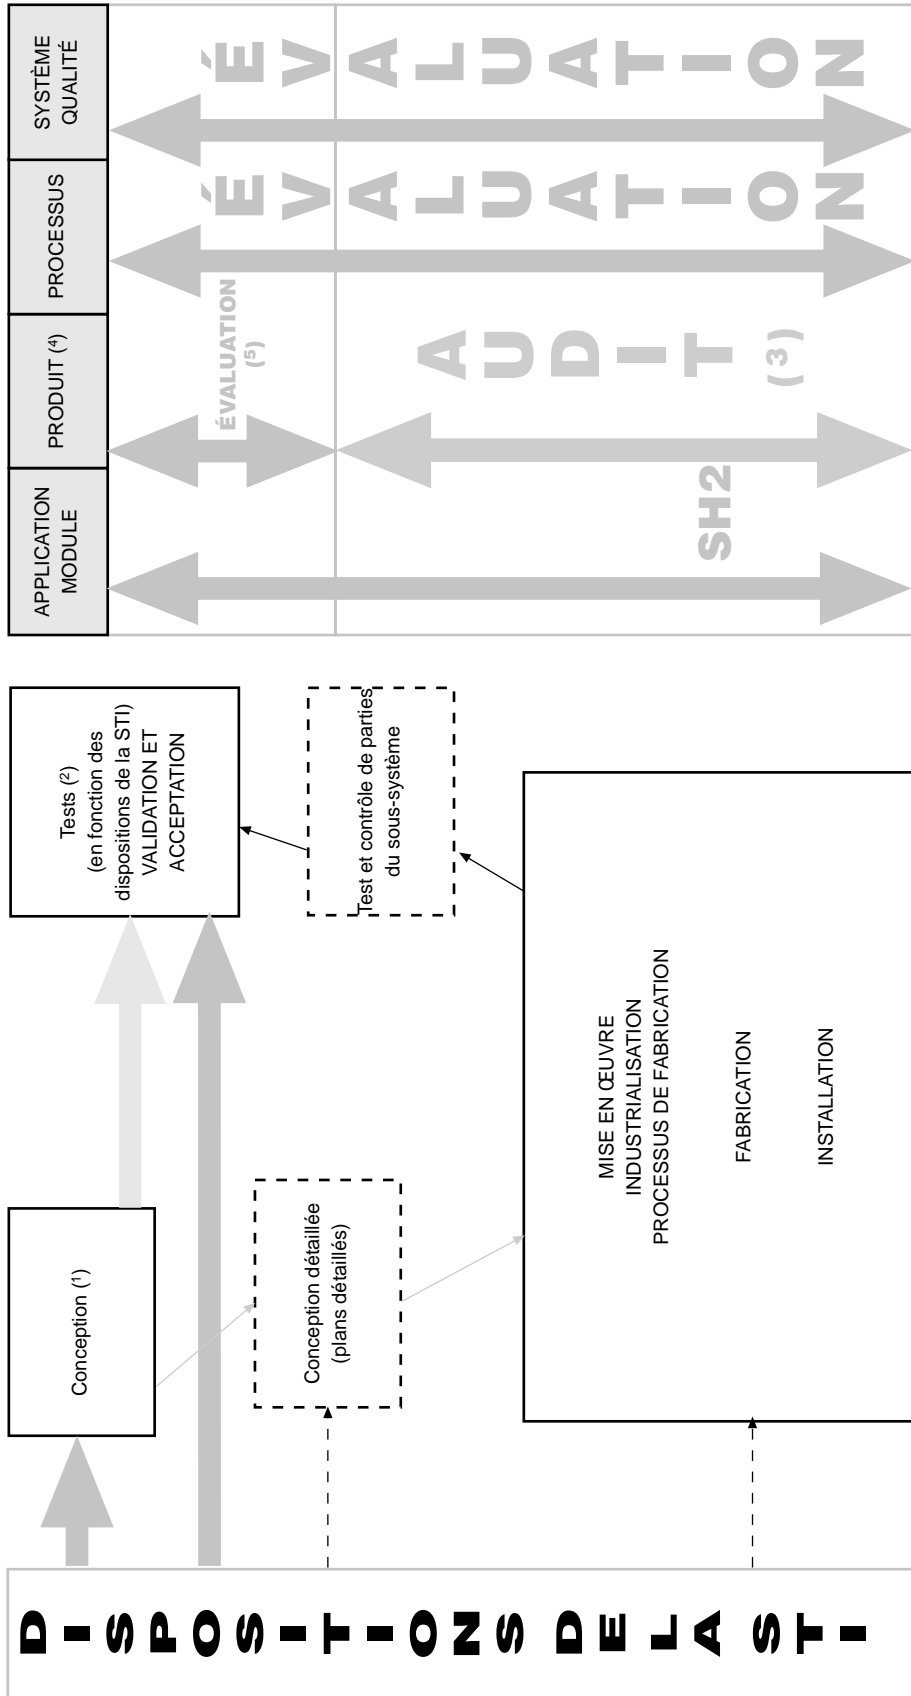 DISPOSITIONS DE LA STI
Conception (¹)
Conception détaillée
(plans détaillés)
MISE EN ŒUVRE
INDUSTRIALISATION
PROCESSUS DE FABRICATION
FABRICATION
INSTALLATION
Tests (²)
(en fonction des
dispositions de la STI)
VALIDATION ET
ACCEPTATION
Test et contrôle de parties
du sous-système
APPLICATION
MODULE
PRODUIT (⁴)
PROCESSUS
SYSTÈME
QUALITÉ
SH2
ÉVALUATION
(⁵)
AUDIT (³)
ÉVALUATION
ÉVALUATION